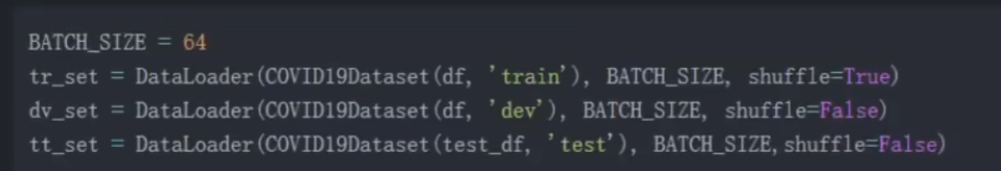 BATCH_SIZE = 64
tr_set = DataLoader(COVID19Dataset(df, 'train'), BATCH_SIZE, shuffle=True)
dv_set = DataLoader(COVID19Dataset(df, 'dev'), BATCH_SIZE, shuffle=False)
tt_set = DataLoader(COVID19Dataset(test_df, 'test'), BATCH_SIZE,shuffle=False)